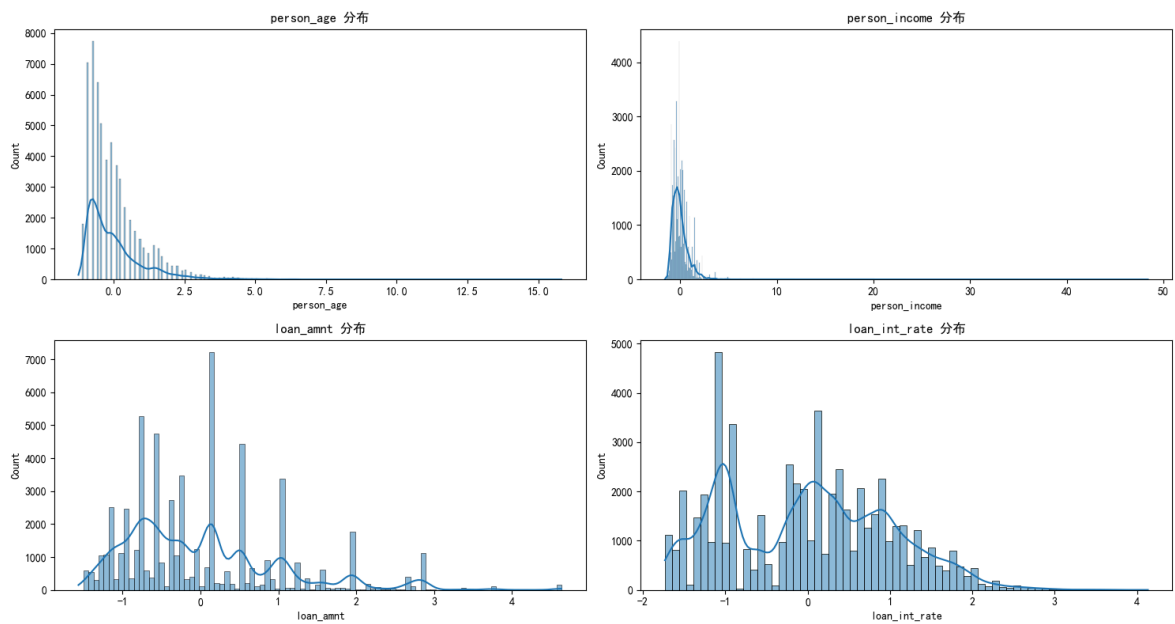 person_age 分布
8000
7000
6000
5000
4000
3000
2000
1000
0
Count
0.0 2.5 5.0 7.5 10.0 12.5 15.0
person_age
person_income 分布
4000
3000
2000
1000
0
Count
0 10 20 30 40 50
person_income
loan_amnt 分布
7000
6000
5000
4000
3000
2000
1000
0
Count
−1 0 1 2 3 4
loan_amnt
loan_int_rate 分布
5000
4000
3000
2000
1000
0
Count
−2 −1 0 1 2 3 4
loan_int_rate